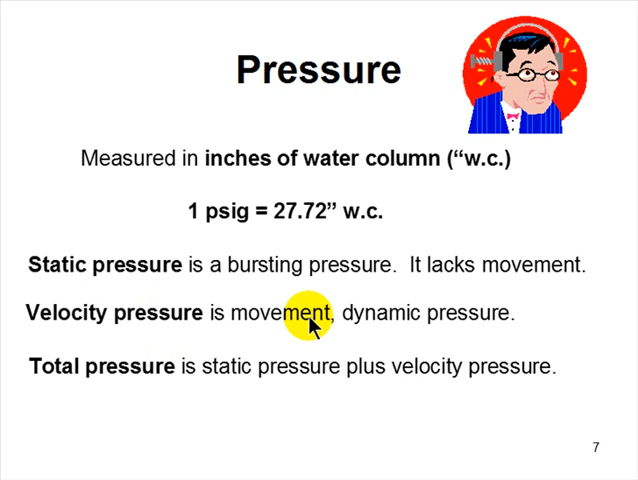 Pressure
Measured in inches of water column (“w.c.)
1 psig = 27.72” w.c.
Static pressure is a bursting pressure.  It lacks movement.
Velocity pressure is movement, dynamic pressure.
Total pressure is static pressure plus velocity pressure.
7